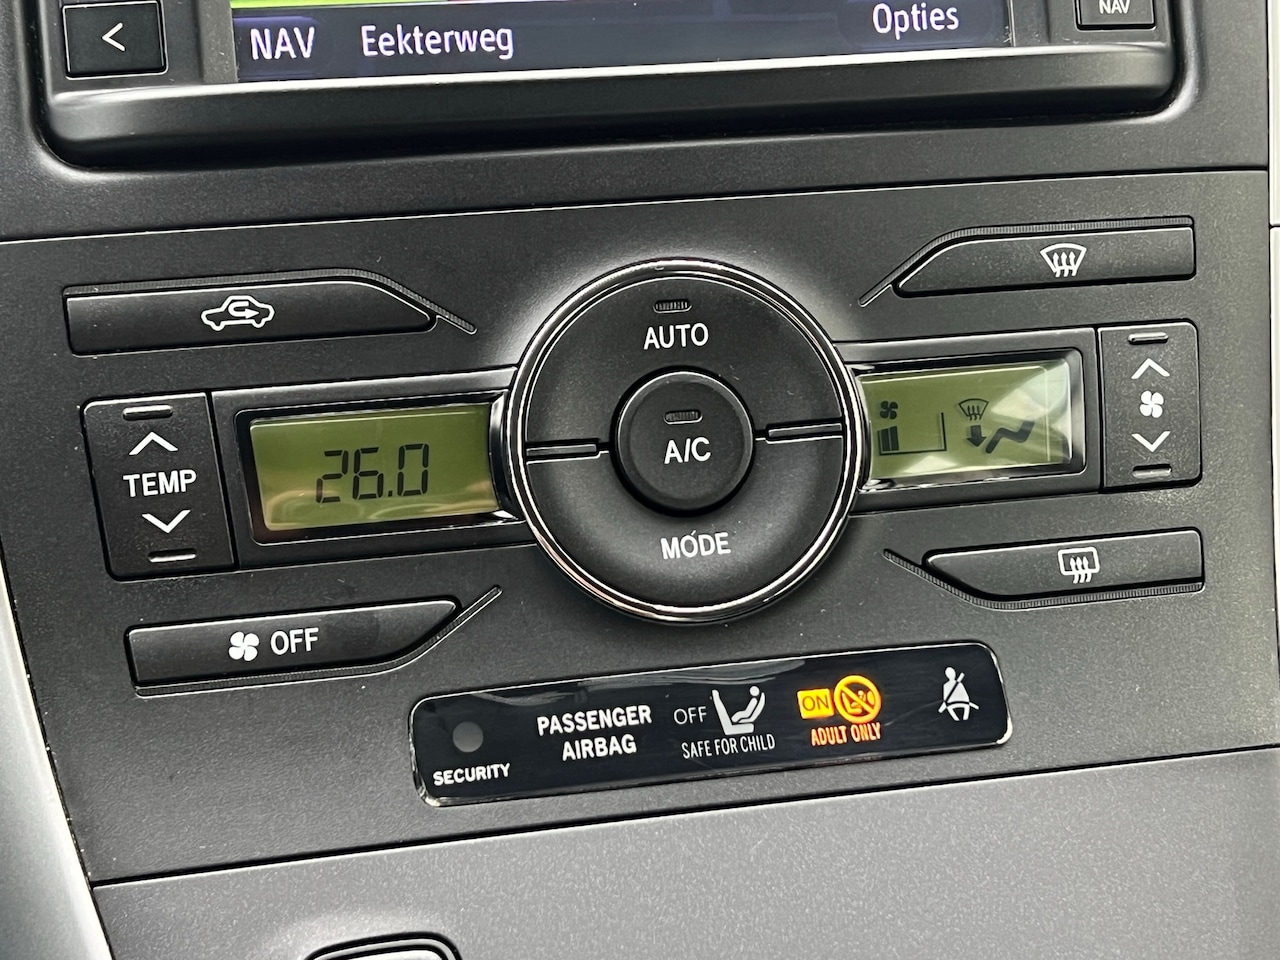 <
NAV Eekterweg Opties
NAV
AUTO
A/C
TEMP
26.0
MODE
OFF
PASSENGER
AIRBAG
OFF
SAFE FOR CHILD
ON
ADULT ONLY
SECURITY